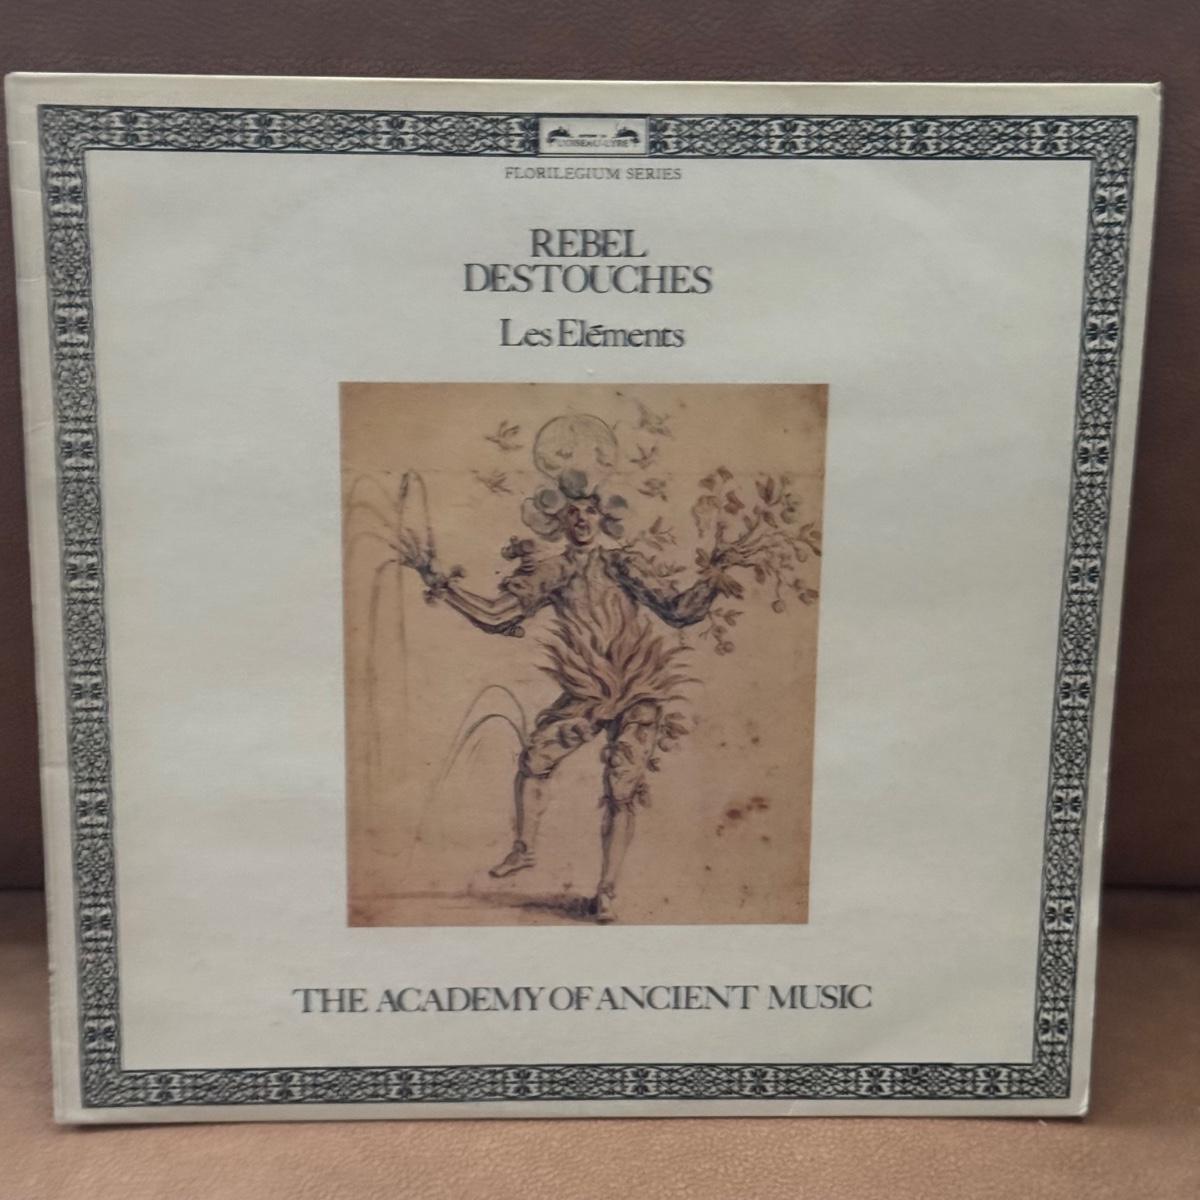 L'OISEAU-LYRE
FLORILEGIUM SERIES
REBEL
DESTOUCHES
Les Eléments
THE ACADEMY OF ANCIENT MUSIC